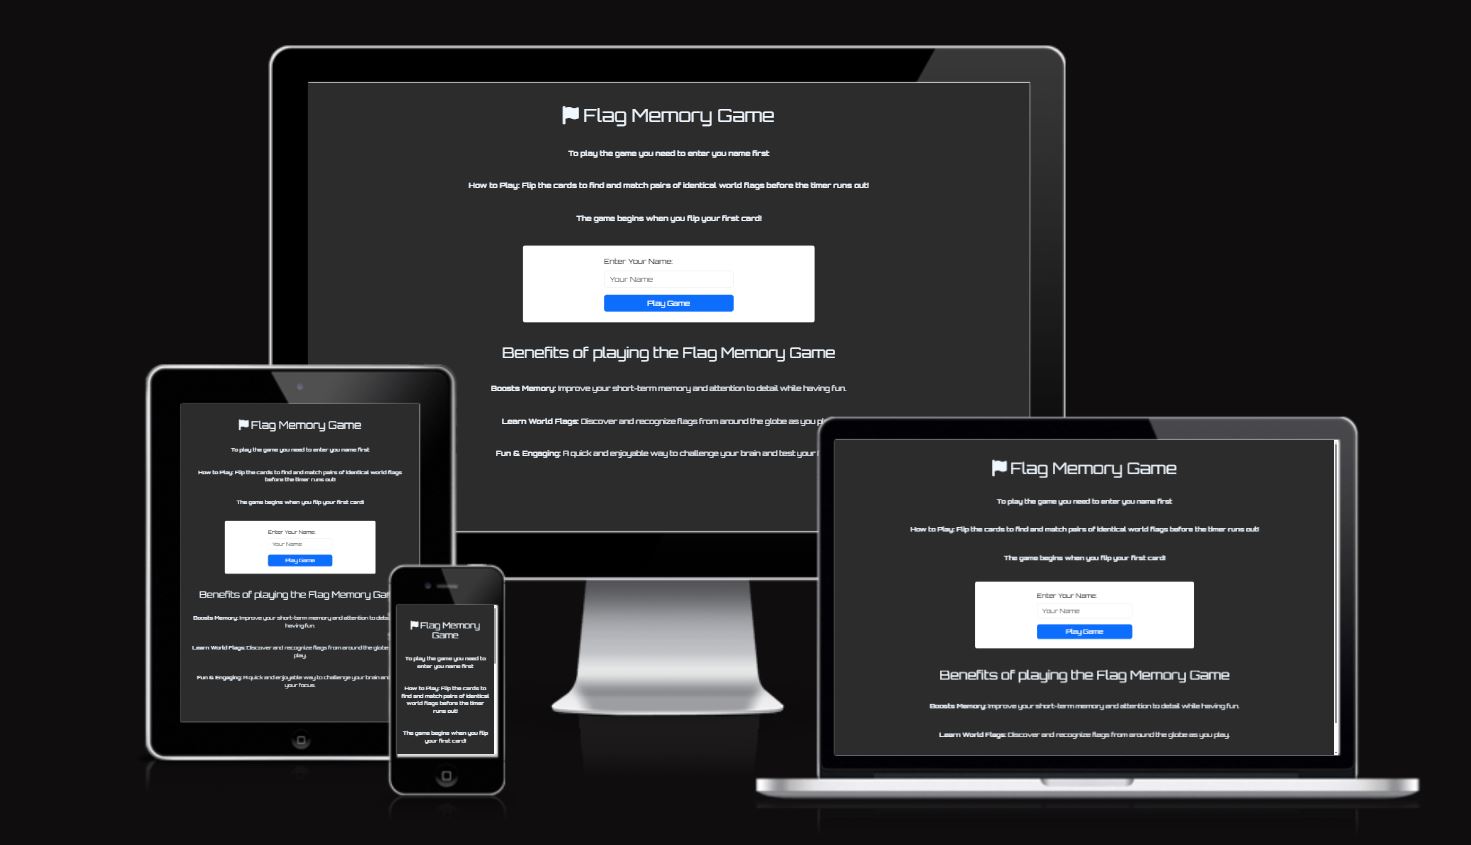 Flag Memory Game
To play the game you need to enter you name first
How to Play: Flip the cards to find and match pairs of identical world flags before the timer runs out!
The game begins when you flip your first card!
Enter Your Name:
Your Name
Play Game
Benefits of playing the Flag Memory Game
Boosts Memory: Improve your short-term memory and attention to detail while having fun.
Learn World Flags: Discover and recognize flags from around the globe as you
Fun & Engaging: A quick and enjoyable way to challenge your brain and test your
Flag Memory Game
To play the game you need to enter you name first
How to Play: Flip the cards to find and match pairs of identical world flags
before the timer runs out!
The game begins when you flip your first card!
Enter Your Name:
Your Name
Play Game
Benefits of playing the Flag Memory
Boosts Memory: Improve your short-term memory and attention to
having fun.
Learn World Flags: Discover and recognize flags from around the globe
play.
Fun & Engaging: A quick and enjoyable way to challenge your brain and
your focus.
Flag Memory
Game
To play the game you need to
enter you name first
How to Play: Flip the cards to
find and match pairs of identical
world flags before the timer
runs out!
The game begins when you flip
your first card!
Flag Memory Game
To play the game you need to enter you name first
How to Play: Flip the cards to find and match pairs of identical world flags before the timer runs out!
The game begins when you flip your first card!
Enter Your Name:
Your Name
Play Game
Benefits of playing the Flag Memory Game
Boosts Memory: Improve your short-term memory and attention to detail while having fun.
Learn World Flags: Discover and recognize flags from around the globe as you play.